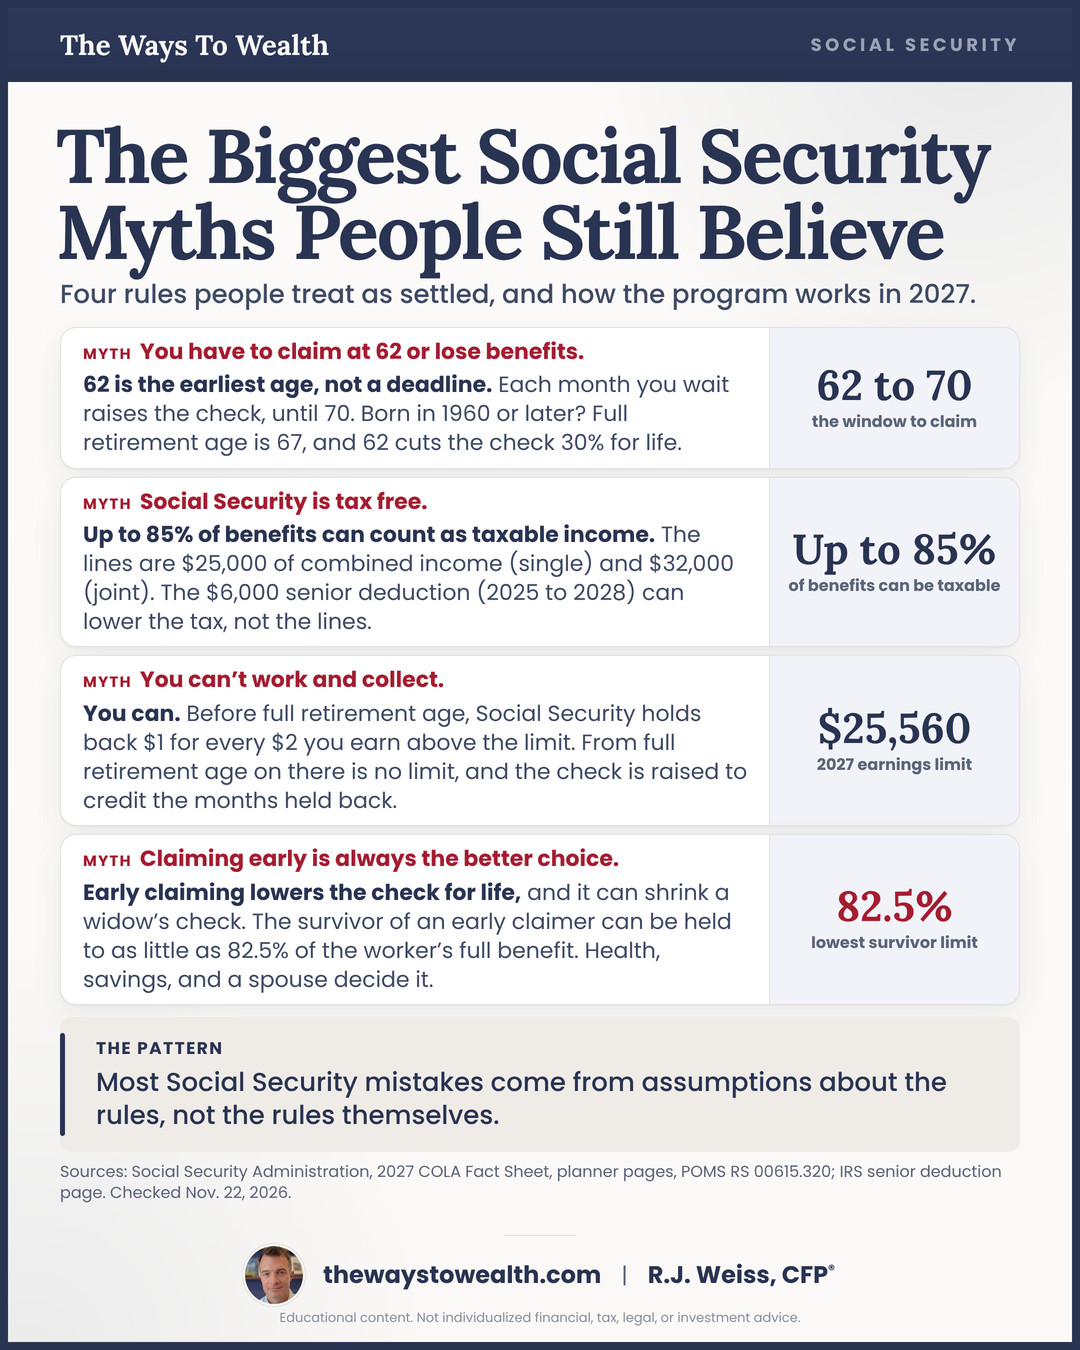 The Ways To Wealth
SOCIAL SECURITY
The Biggest Social Security
Myths People Still Believe
Four rules people treat as settled, and how the program works in 2027.
MYTH You have to claim at 62 or lose benefits.
62 is the earliest age, not a deadline. Each month you wait
raises the check, until 70. Born in 1960 or later? Full
retirement age is 67, and 62 cuts the check 30% for life.
62 to 70
the window to claim
MYTH Social Security is tax free.
Up to 85% of benefits can count as taxable income. The
lines are $25,000 of combined income (single) and $32,000
(joint). The $6,000 senior deduction (2025 to 2028) can
lower the tax, not the lines.
Up to 85%
of benefits can be taxable
MYTH You can’t work and collect.
You can. Before full retirement age, Social Security holds
back $1 for every $2 you earn above the limit. From full
retirement age on there is no limit, and the check is raised to
credit the months held back.
$25,560
2027 earnings limit
MYTH Claiming early is always the better choice.
Early claiming lowers the check for life, and it can shrink a
widow’s check. The survivor of an early claimer can be held
to as little as 82.5% of the worker’s full benefit. Health,
savings, and a spouse decide it.
82.5%
lowest survivor limit
THE PATTERN
Most Social Security mistakes come from assumptions about the
rules, not the rules themselves.
Sources: Social Security Administration, 2027 COLA Fact Sheet, planner pages, POMS RS 00615.320; IRS senior deduction
page. Checked Nov. 22, 2026.
thewaystowealth.com | R.J. Weiss, CFP®
Educational content. Not individualized financial, tax, legal, or investment advice.